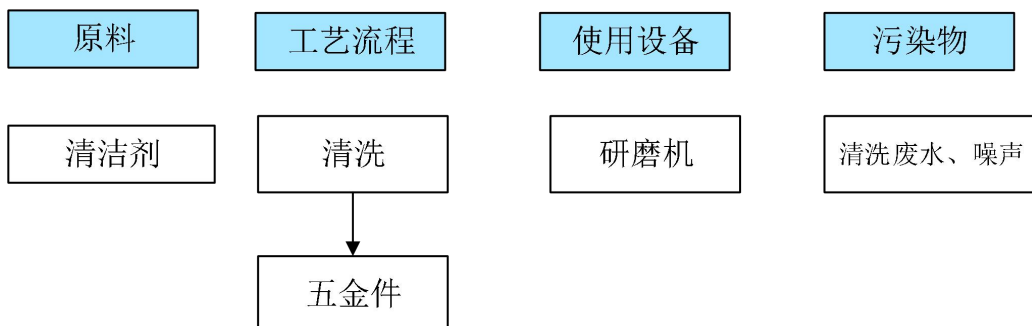 原料
工艺流程
使用设备
污染物
清洁剂
清洗
研磨机
清洗废水、噪声
五金件